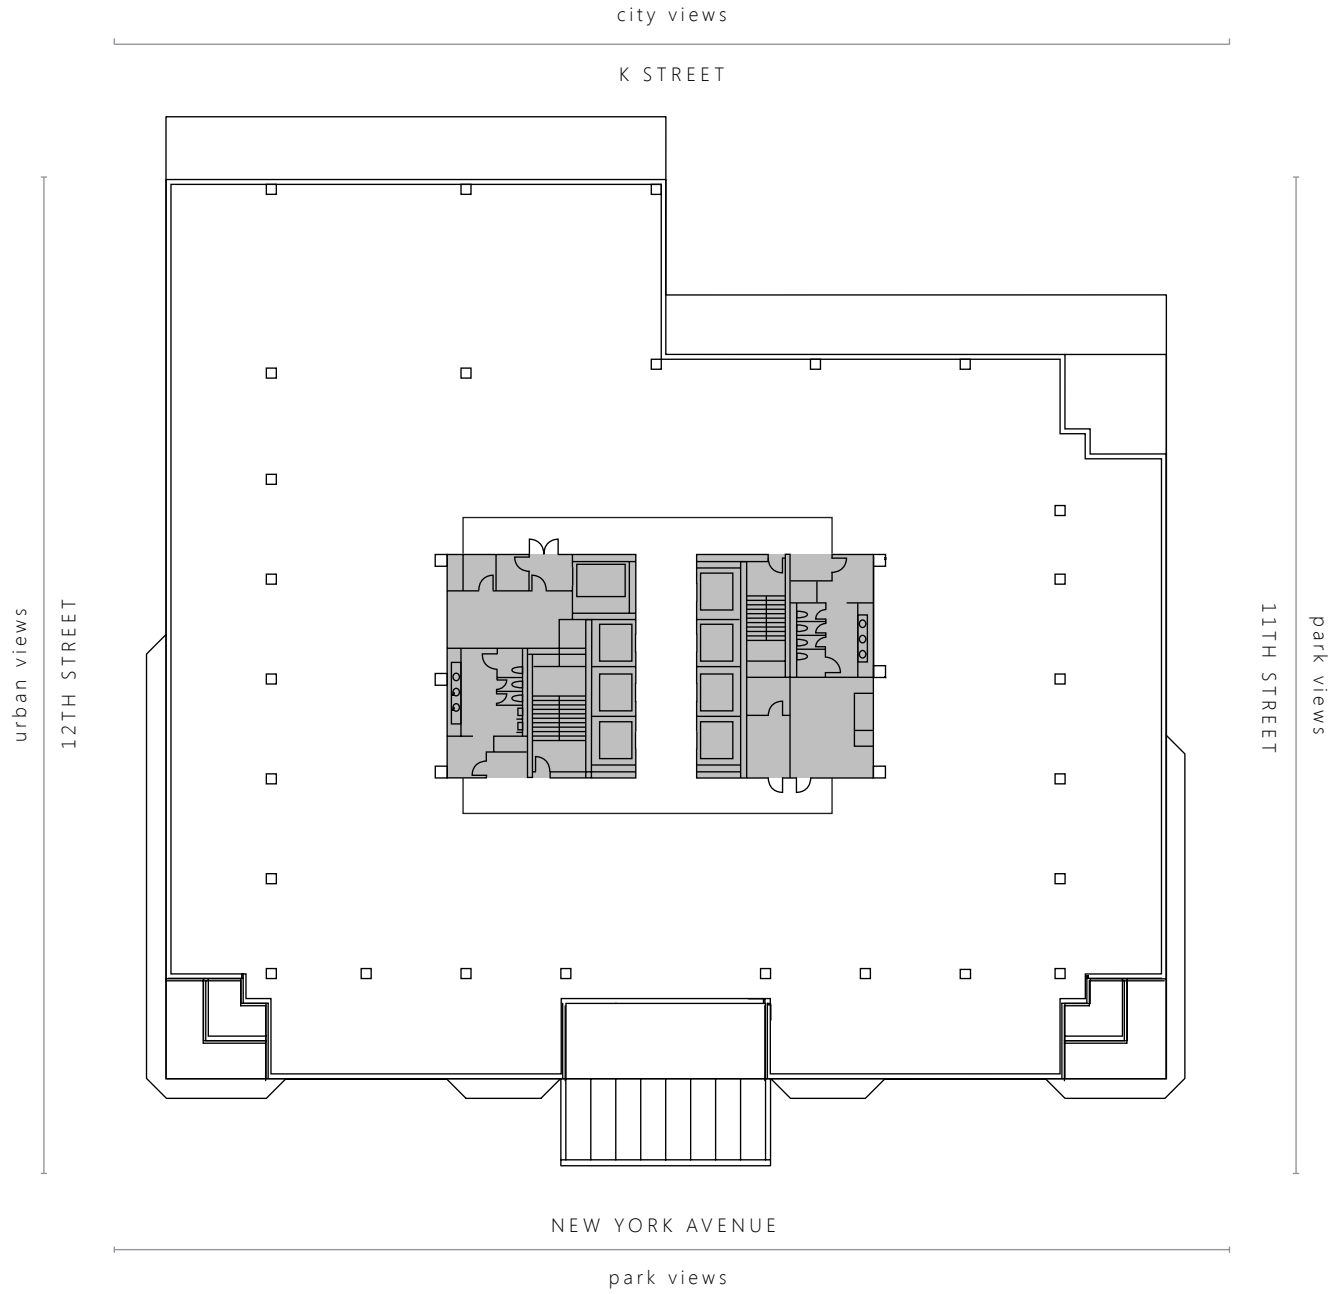 city views
K STREET
urban views
12TH STREET
11TH STREET
park views
NEW YORK AVENUE
park views